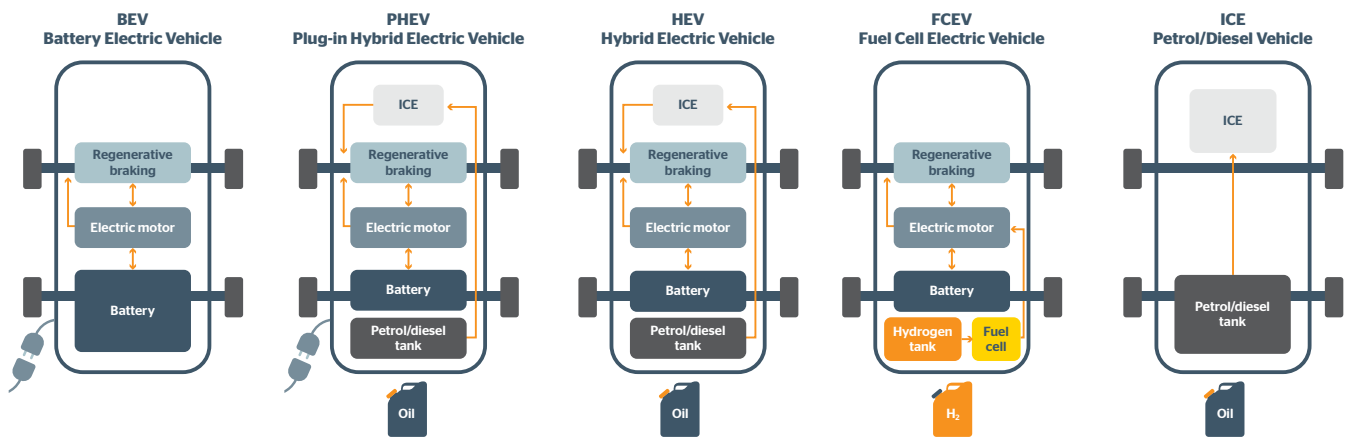 BEV
Battery Electric Vehicle
Regenerative
braking
Electric motor
Battery
PHEV
Plug-in Hybrid Electric Vehicle
ICE
Regenerative
braking
Electric motor
Battery
Petrol/diesel
tank
Oil
HEV
Hybrid Electric Vehicle
ICE
Regenerative
braking
Electric motor
Battery
Petrol/diesel
tank
Oil
FCEV
Fuel Cell Electric Vehicle
Regenerative
braking
Electric motor
Battery
Hydrogen
tank
Fuel
cell
H₂
ICE
Petrol/Diesel Vehicle
ICE
Petrol/diesel
tank
Oil